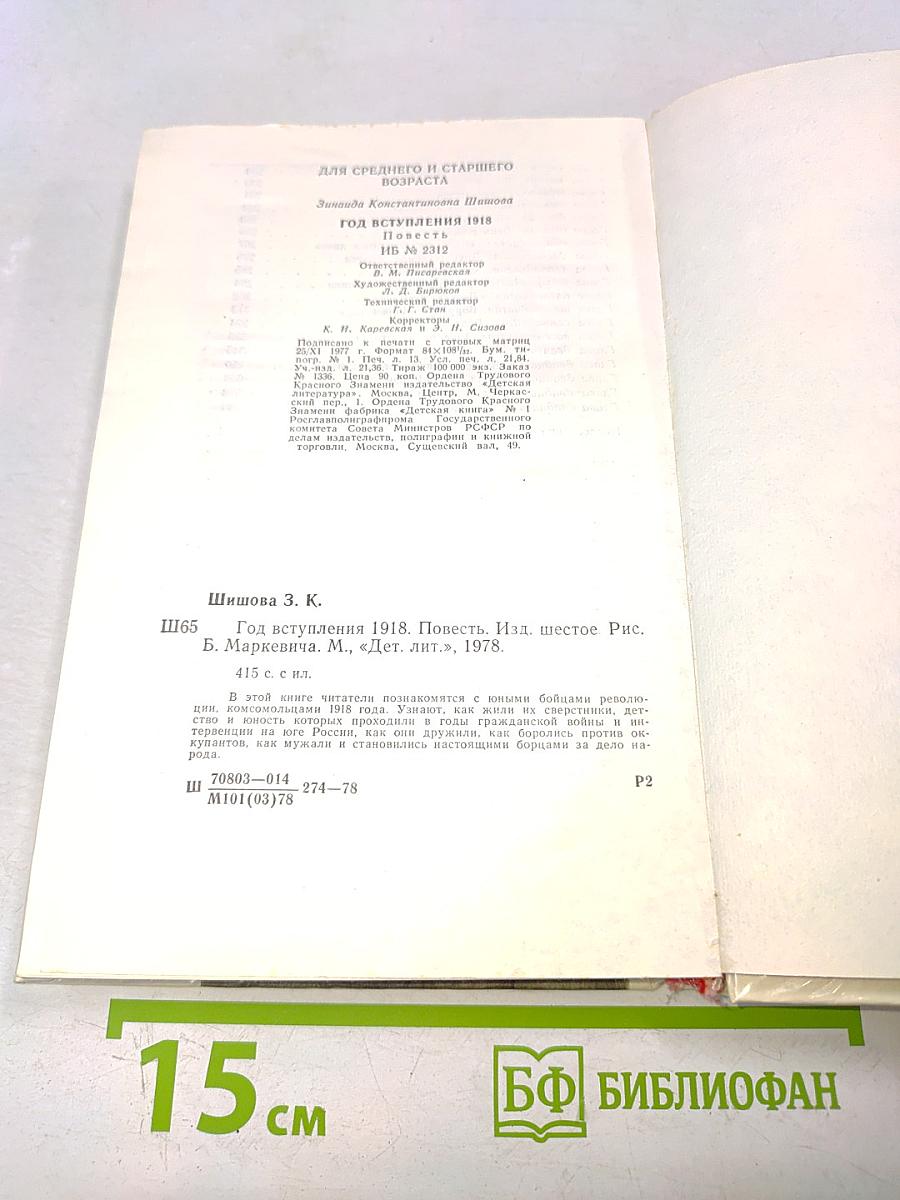 ДЛЯ СРЕДНЕГО И СТАРШЕГО
ВОЗРАСТА
Зинаида Константиновна Шишова
ГОД ВСТУПЛЕНИЯ 1918
Повесть
ИБ № 2312
Ответственный редактор
В. М. Писаревская
Художественный редактор
Л. Д. Бирюков
Технический редактор
Г. Г. Стан
Корректоры
К. И. Каревская и Э. Н. Сизова
Подписано к печати с готовых матриц
25/XI 1977 г. Формат 84×108¹/₃₂. Бум. ти-
погр. № 1. Печ. л. 13. Усл. печ. л. 21,84.
Уч.-изд. л. 21,36. Тираж 100 000 экз. Заказ
№ 1336. Цена 90 коп. Ордена Трудового
Красного Знамени издательство «Детская
литература». Москва, Центр, М. Черкас-
ский пер., 1. Ордена Трудового Красного
Знамени фабрика «Детская книга» № 1
Росглавполиграфпрома Государственного
комитета Совета Министров РСФСР по
делам издательств, полиграфии и книжной
торговли. Москва, Сущевский вал, 49.
Шишова З. К.
Ш65 Год вступления 1918. Повесть. Изд. шестое Рис.
Б. Маркевича. М., «Дет. лит.», 1978.
415 с. с ил.
В этой книге читатели познакомятся с юными бойцами револю-
ции, комсомольцами 1918 года. Узнают, как жили их сверстники, дет-
ство и юность которых проходили в годы гражданской войны и ин-
тервенции на юге России, как они дружили, как боролись против ок-
купантов, как мужали и становились настоящими борцами за дело на-
рода.
Ш 70803—014 / М101(03)78 274—78 Р2
15 см
БФ БИБЛИОФАН